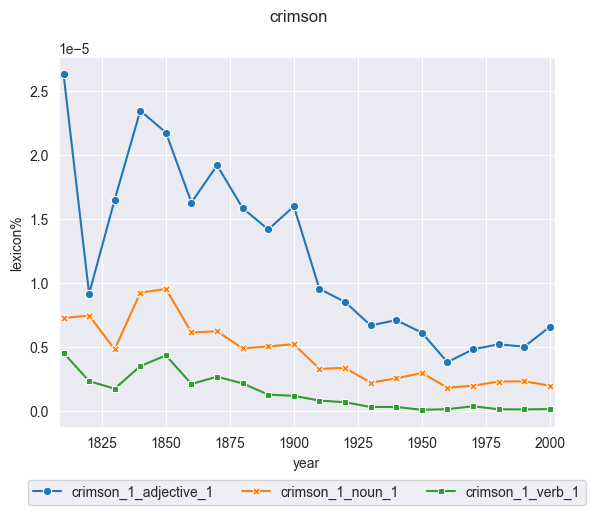 crimson
1e−5
2.5
2.0
1.5
1.0
0.5
0.0
lexicon%
1825 1850 1875 1900 1925 1950 1975 2000
year
crimson_1_adjective_1 crimson_1_noun_1 crimson_1_verb_1